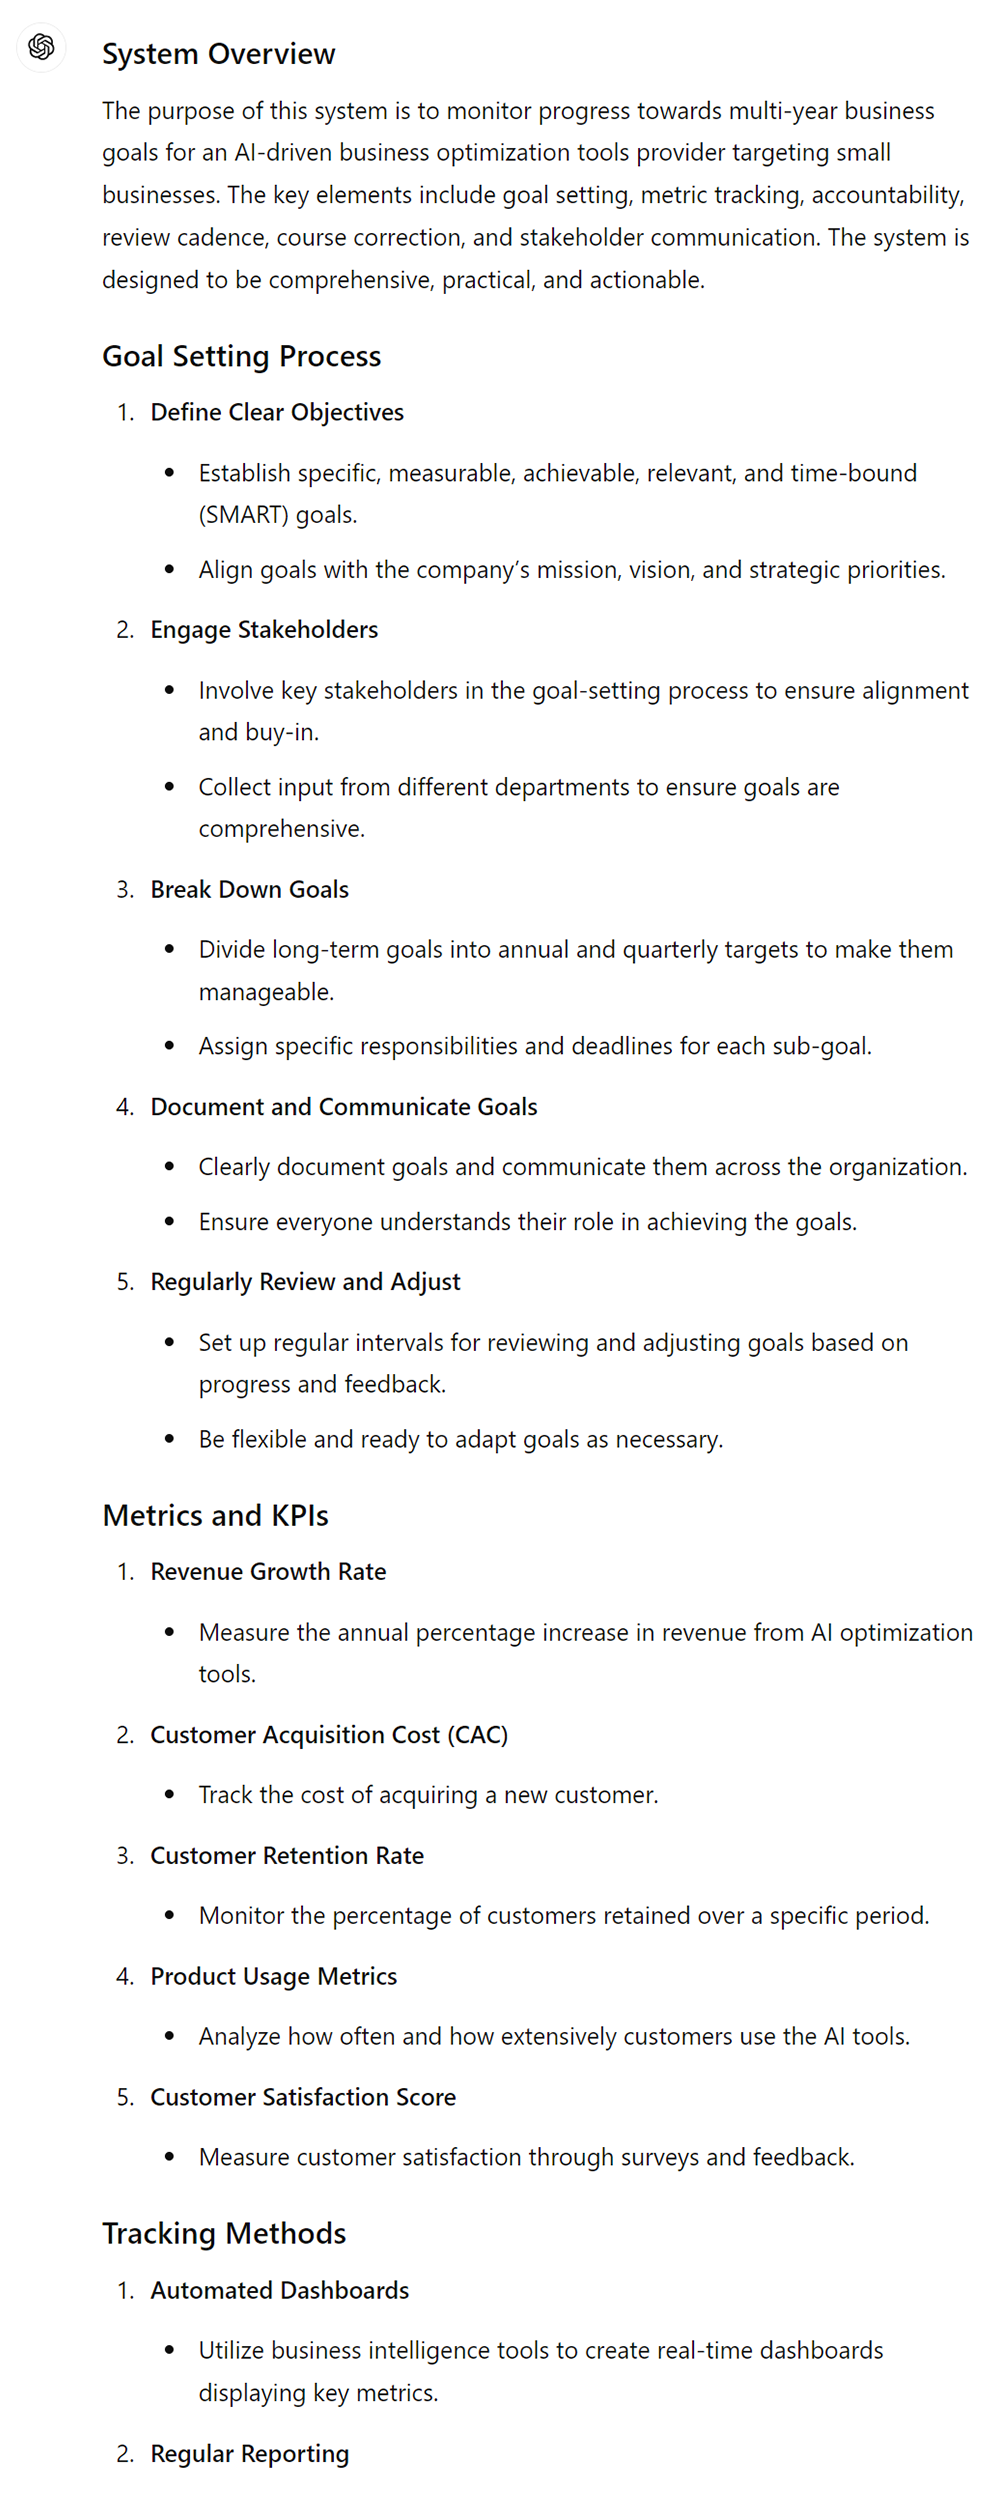 System Overview
The purpose of this system is to monitor progress towards multi-year business
goals for an AI-driven business optimization tools provider targeting small
businesses. The key elements include goal setting, metric tracking, accountability,
review cadence, course correction, and stakeholder communication. The system is
designed to be comprehensive, practical, and actionable.
Goal Setting Process
1. Define Clear Objectives
• Establish specific, measurable, achievable, relevant, and time-bound
(SMART) goals.
• Align goals with the company’s mission, vision, and strategic priorities.
2. Engage Stakeholders
• Involve key stakeholders in the goal-setting process to ensure alignment
and buy-in.
• Collect input from different departments to ensure goals are
comprehensive.
3. Break Down Goals
• Divide long-term goals into annual and quarterly targets to make them
manageable.
• Assign specific responsibilities and deadlines for each sub-goal.
4. Document and Communicate Goals
• Clearly document goals and communicate them across the organization.
• Ensure everyone understands their role in achieving the goals.
5. Regularly Review and Adjust
• Set up regular intervals for reviewing and adjusting goals based on
progress and feedback.
• Be flexible and ready to adapt goals as necessary.
Metrics and KPIs
1. Revenue Growth Rate
• Measure the annual percentage increase in revenue from AI optimization
tools.
2. Customer Acquisition Cost (CAC)
• Track the cost of acquiring a new customer.
3. Customer Retention Rate
• Monitor the percentage of customers retained over a specific period.
4. Product Usage Metrics
• Analyze how often and how extensively customers use the AI tools.
5. Customer Satisfaction Score
• Measure customer satisfaction through surveys and feedback.
Tracking Methods
1. Automated Dashboards
• Utilize business intelligence tools to create real-time dashboards
displaying key metrics.
2. Regular Reporting